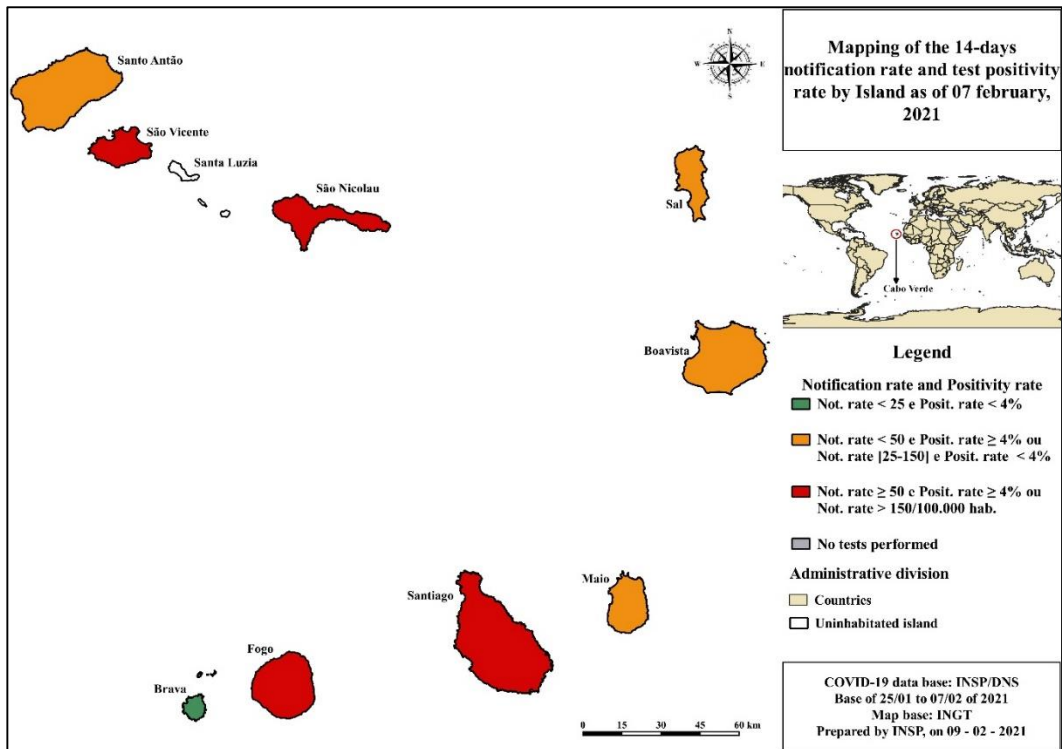 Mapping of the 14-days
notification rate and test positivity
rate by Island as of 07 february,
2021
N
W E
S
Santo Antão
São Vicente
Santa Luzia
São Nicolau
Sal
Boavista
Cabo Verde
Legend
Notification rate and Positivity rate
Not. rate < 25 e Posit. rate < 4%
Not. rate < 50 e Posit. rate ≥ 4% ou
Not. rate |25-150| e Posit. rate < 4%
Not. rate ≥ 50 e Posit. rate ≥ 4% ou
Not. rate > 150/100.000 hab.
No tests performed
Administrative division
Countries
Uninhabitated island
Santiago
Maio
Fogo
Brava
0 15 30 45 60 km
COVID-19 data base: INSP/DNS
Base of 25/01 to 07/02 of 2021
Map base: INGT
Prepared by INSP, on 09 - 02 - 2021